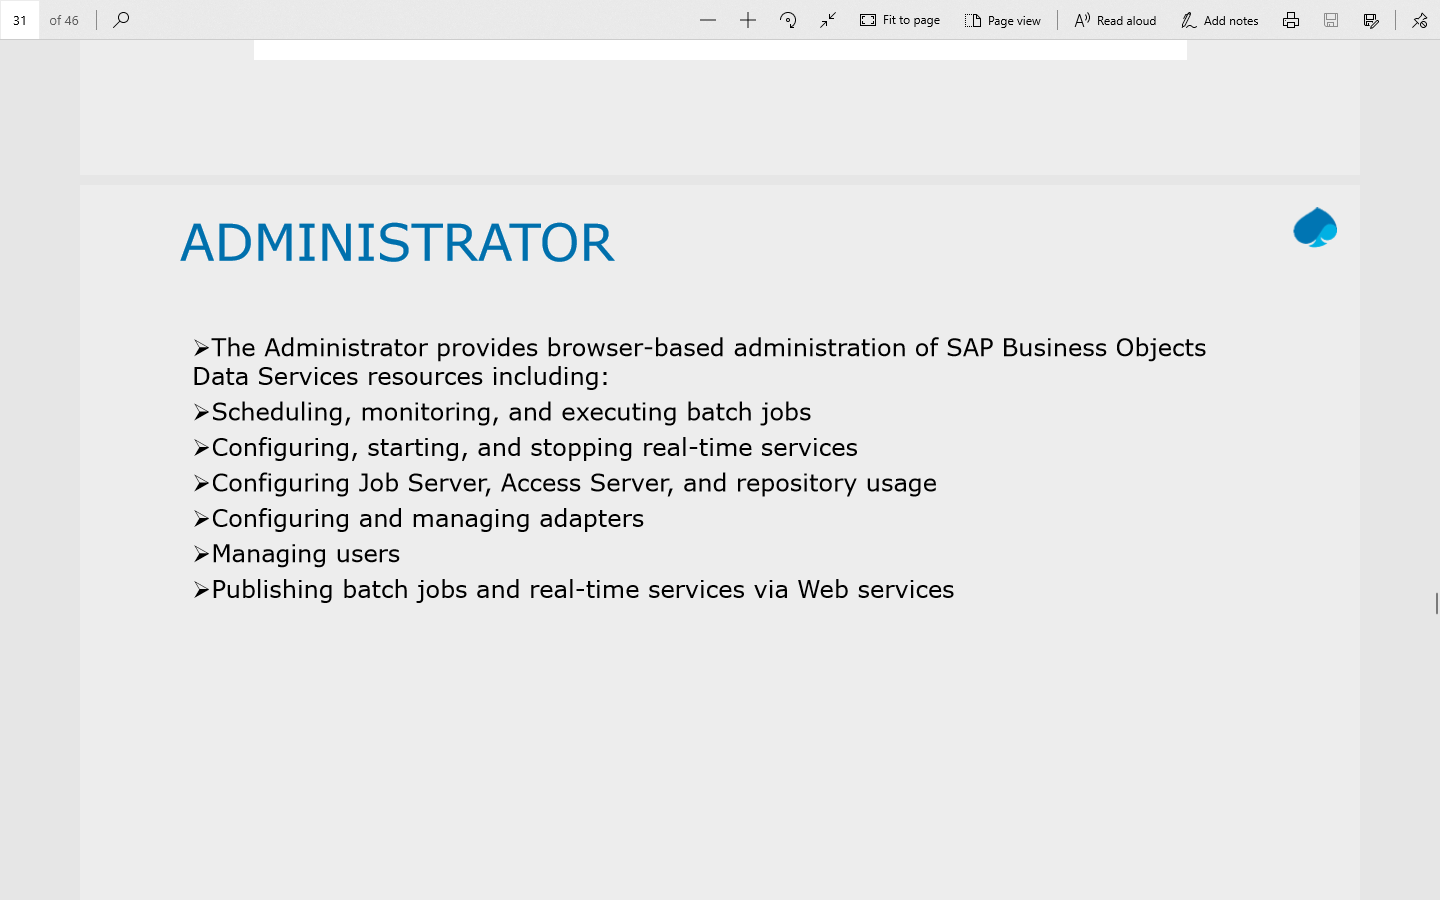 31 of 46 Fit to page Page view Read aloud Add notes
ADMINISTRATOR
➢The Administrator provides browser-based administration of SAP Business Objects
Data Services resources including:
➢Scheduling, monitoring, and executing batch jobs
➢Configuring, starting, and stopping real-time services
➢Configuring Job Server, Access Server, and repository usage
➢Configuring and managing adapters
➢Managing users
➢Publishing batch jobs and real-time services via Web services